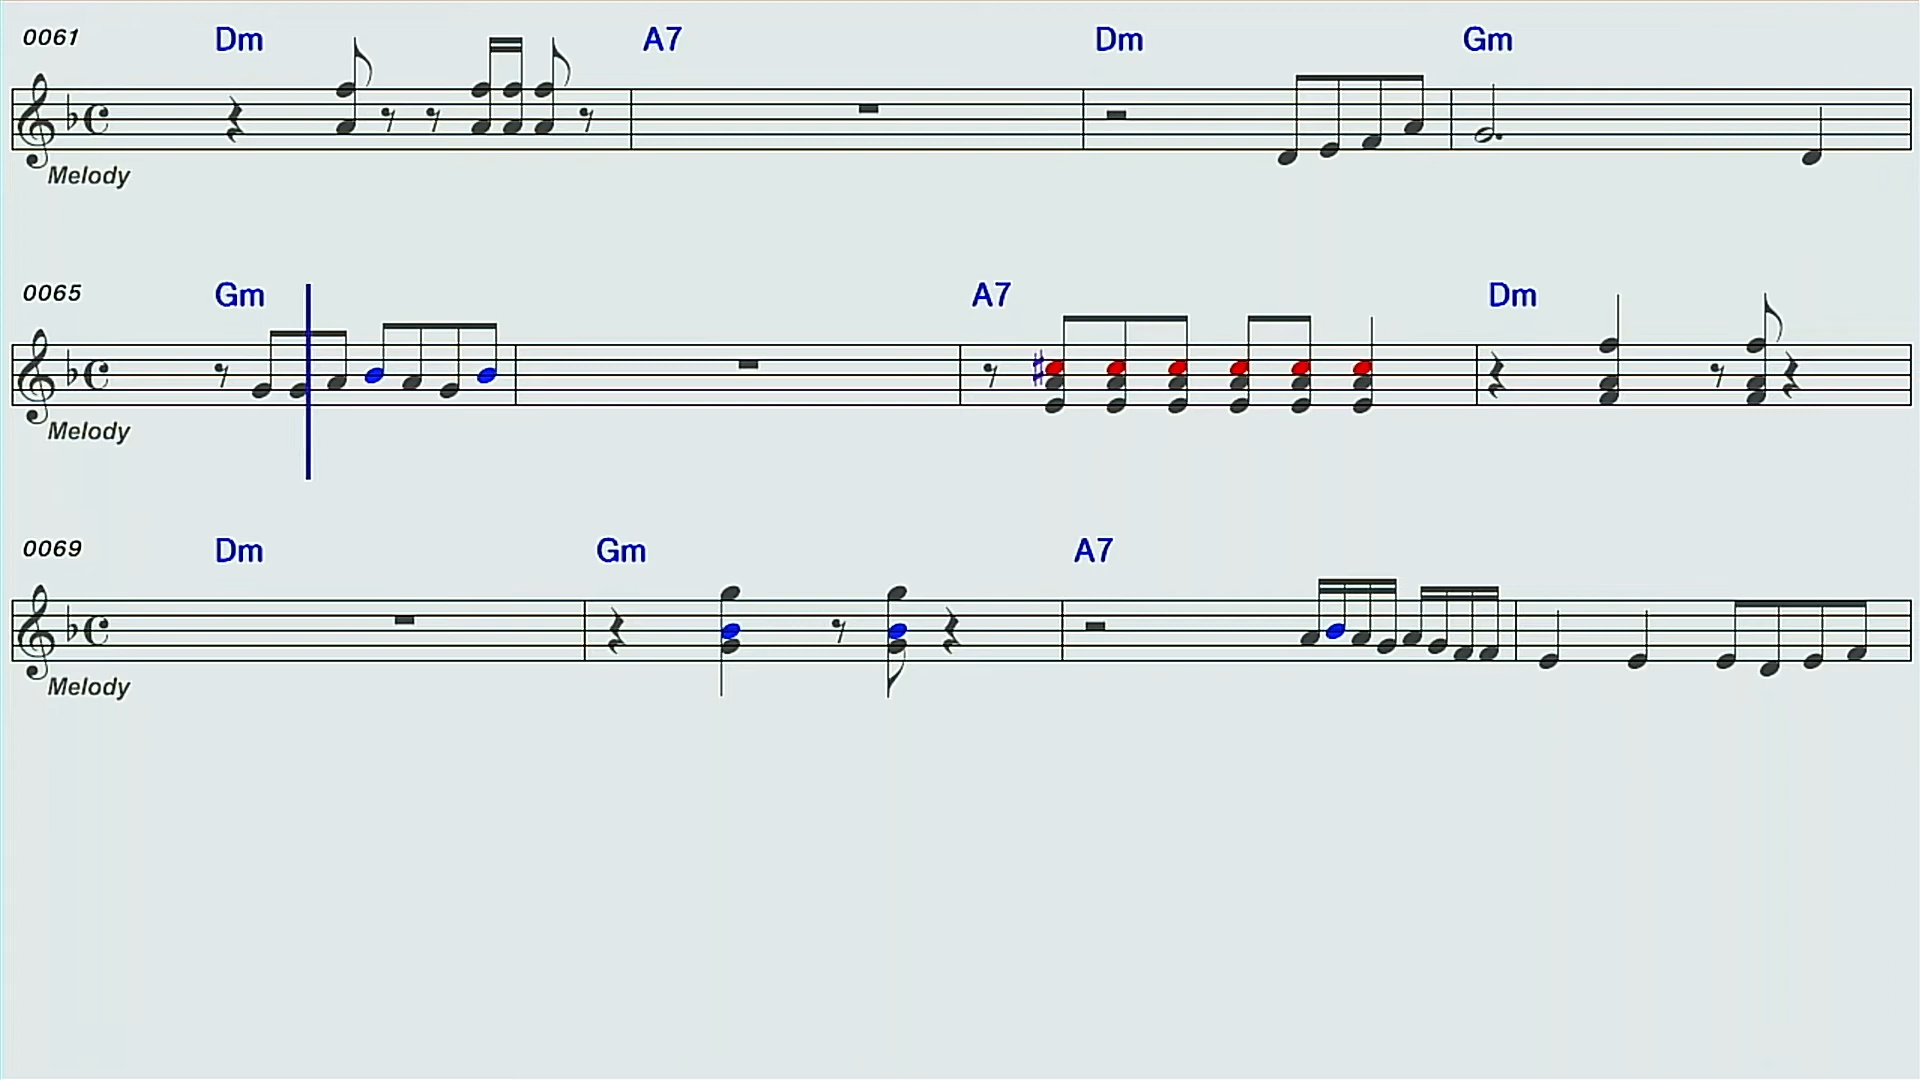 0061 Dm A7 Dm Gm
Melody
0065 Gm A7 Dm
Melody
0069 Dm Gm A7
Melody